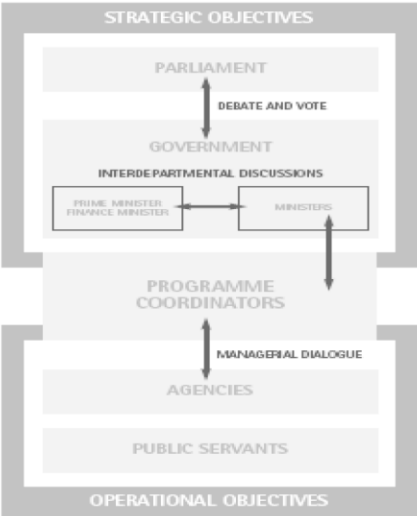 STRATEGIC OBJECTIVES
PARLIAMENT
DEBATE AND VOTE
GOVERNMENT
INTERDEPARTMENTAL DISCUSSIONS
PRIME MINISTER
FINANCE MINISTER
MINISTERS
PROGRAMME
COORDINATORS
MANAGERIAL DIALOGUE
AGENCIES
PUBLIC SERVANTS
OPERATIONAL OBJECTIVES